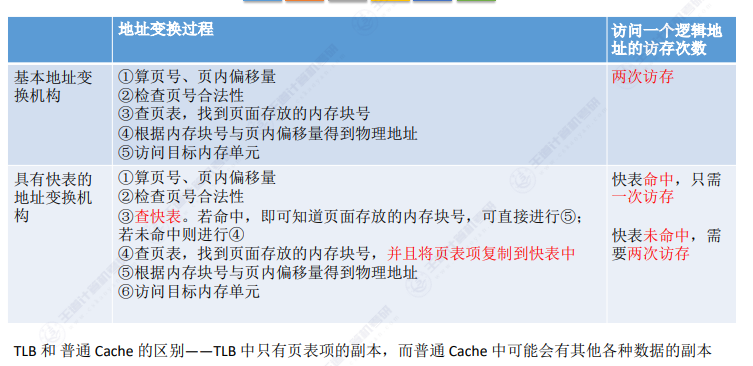 地址变换过程
访问一个逻辑地
址的访存次数
基本地址变
换机构
①算页号、页内偏移量
②检查页号合法性
③查页表，找到页面存放的内存块号
④根据内存块号与页内偏移量得到物理地址
⑤访问目标内存单元
两次访存
具有快表的
地址变换机
构
①算页号、页内偏移量
②检查页号合法性
③查快表。若命中，即可知道页面存放的内存块号，可直接进行⑤；
若未命中则进行④
④查页表，找到页面存放的内存块号，并且将页表项复制到快表中
⑤根据内存块号与页内偏移量得到物理地址
⑥访问目标内存单元
快表命中，只需
一次访存
快表未命中，需
要两次访存
TLB 和 普通 Cache 的区别——TLB 中只有页表项的副本，而普通 Cache 中可能会有其他各种数据的副本